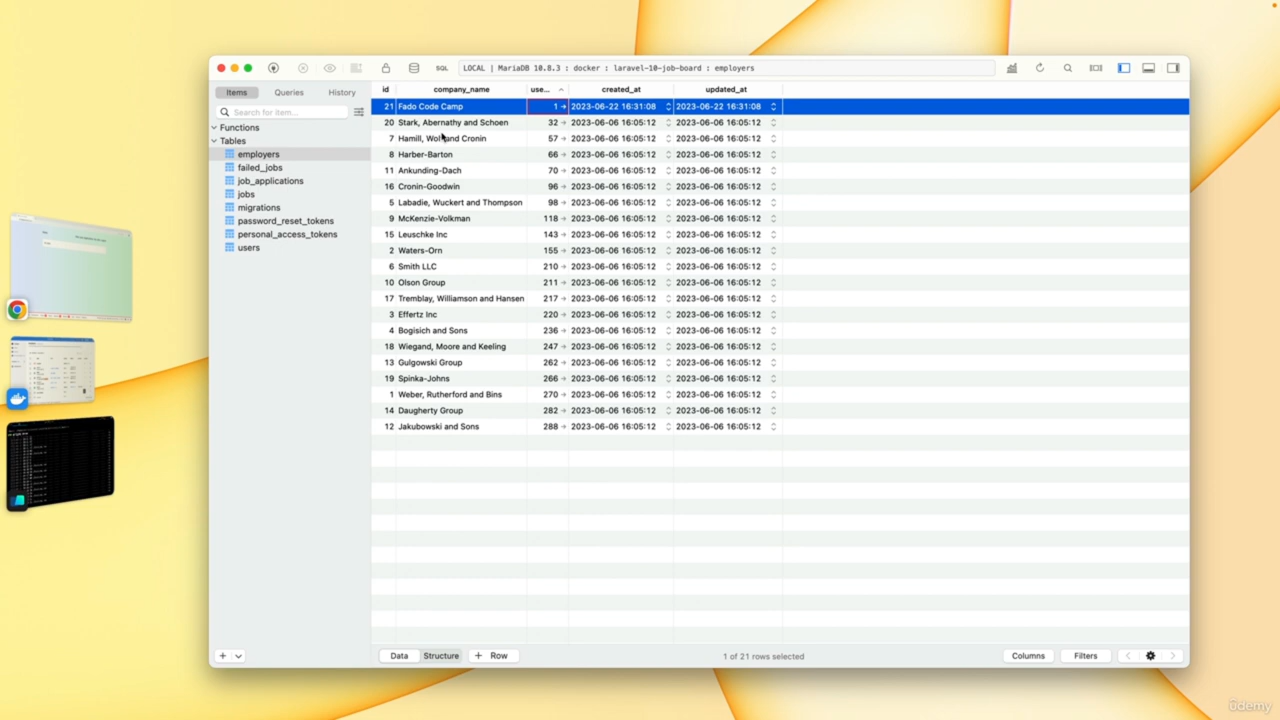 SQL LOCAL | MariaDB 10.8.3 : docker : laravel-10-job-board : employers
Items Queries History
Search for item...
Functions
Tables
employers
failed_jobs
job_applications
jobs
migrations
password_reset_tokens
personal_access_tokens
users
id company_name use... created_at updated_at
21 Fado Code Camp 1 2023-06-22 16:31:08 2023-06-22 16:31:08
20 Stark, Abernathy and Schoen 32 2023-06-06 16:05:12 2023-06-06 16:05:12
7 Hamill, Wolf and Cronin 57 2023-06-06 16:05:12 2023-06-06 16:05:12
8 Harber-Barton 66 2023-06-06 16:05:12 2023-06-06 16:05:12
11 Ankunding-Dach 70 2023-06-06 16:05:12 2023-06-06 16:05:12
16 Cronin-Goodwin 96 2023-06-06 16:05:12 2023-06-06 16:05:12
5 Labadie, Wuckert and Thompson 98 2023-06-06 16:05:12 2023-06-06 16:05:12
9 McKenzie-Volkman 118 2023-06-06 16:05:12 2023-06-06 16:05:12
15 Leuschke Inc 143 2023-06-06 16:05:12 2023-06-06 16:05:12
2 Waters-Orn 155 2023-06-06 16:05:12 2023-06-06 16:05:12
6 Smith LLC 210 2023-06-06 16:05:12 2023-06-06 16:05:12
10 Olson Group 211 2023-06-06 16:05:12 2023-06-06 16:05:12
17 Tremblay, Williamson and Hansen 217 2023-06-06 16:05:12 2023-06-06 16:05:12
3 Effertz Inc 220 2023-06-06 16:05:12 2023-06-06 16:05:12
4 Bogisich and Sons 236 2023-06-06 16:05:12 2023-06-06 16:05:12
18 Wiegand, Moore and Keeling 247 2023-06-06 16:05:12 2023-06-06 16:05:12
13 Gulgowski Group 262 2023-06-06 16:05:12 2023-06-06 16:05:12
19 Spinka-Johns 266 2023-06-06 16:05:12 2023-06-06 16:05:12
1 Weber, Rutherford and Bins 270 2023-06-06 16:05:12 2023-06-06 16:05:12
14 Daugherty Group 282 2023-06-06 16:05:12 2023-06-06 16:05:12
12 Jakubowski and Sons 288 2023-06-06 16:05:12 2023-06-06 16:05:12
Data Structure + Row 1 of 21 rows selected Columns Filters
ûdemy